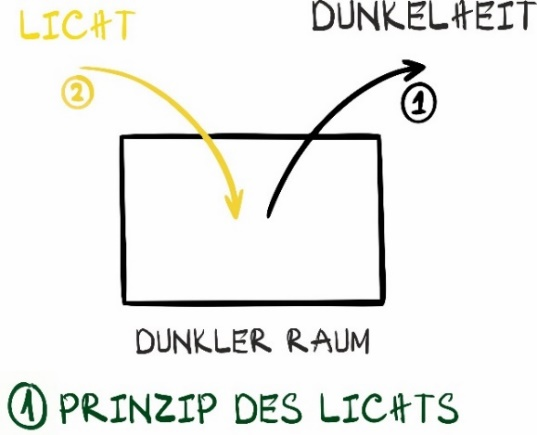 LICHT
DUNKELHEIT
②
①
DUNKLER RAUM
① PRINZIP DES LICHTS